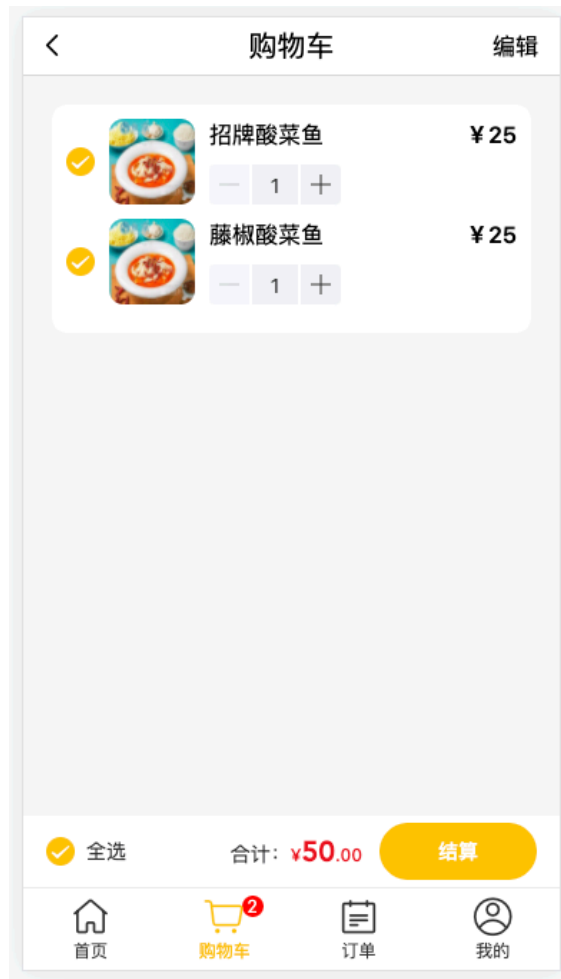 购物车 编辑
招牌酸菜鱼 ¥25
1
藤椒酸菜鱼 ¥25
1
全选 合计：¥50.00 结算
2
首页 购物车 订单 我的